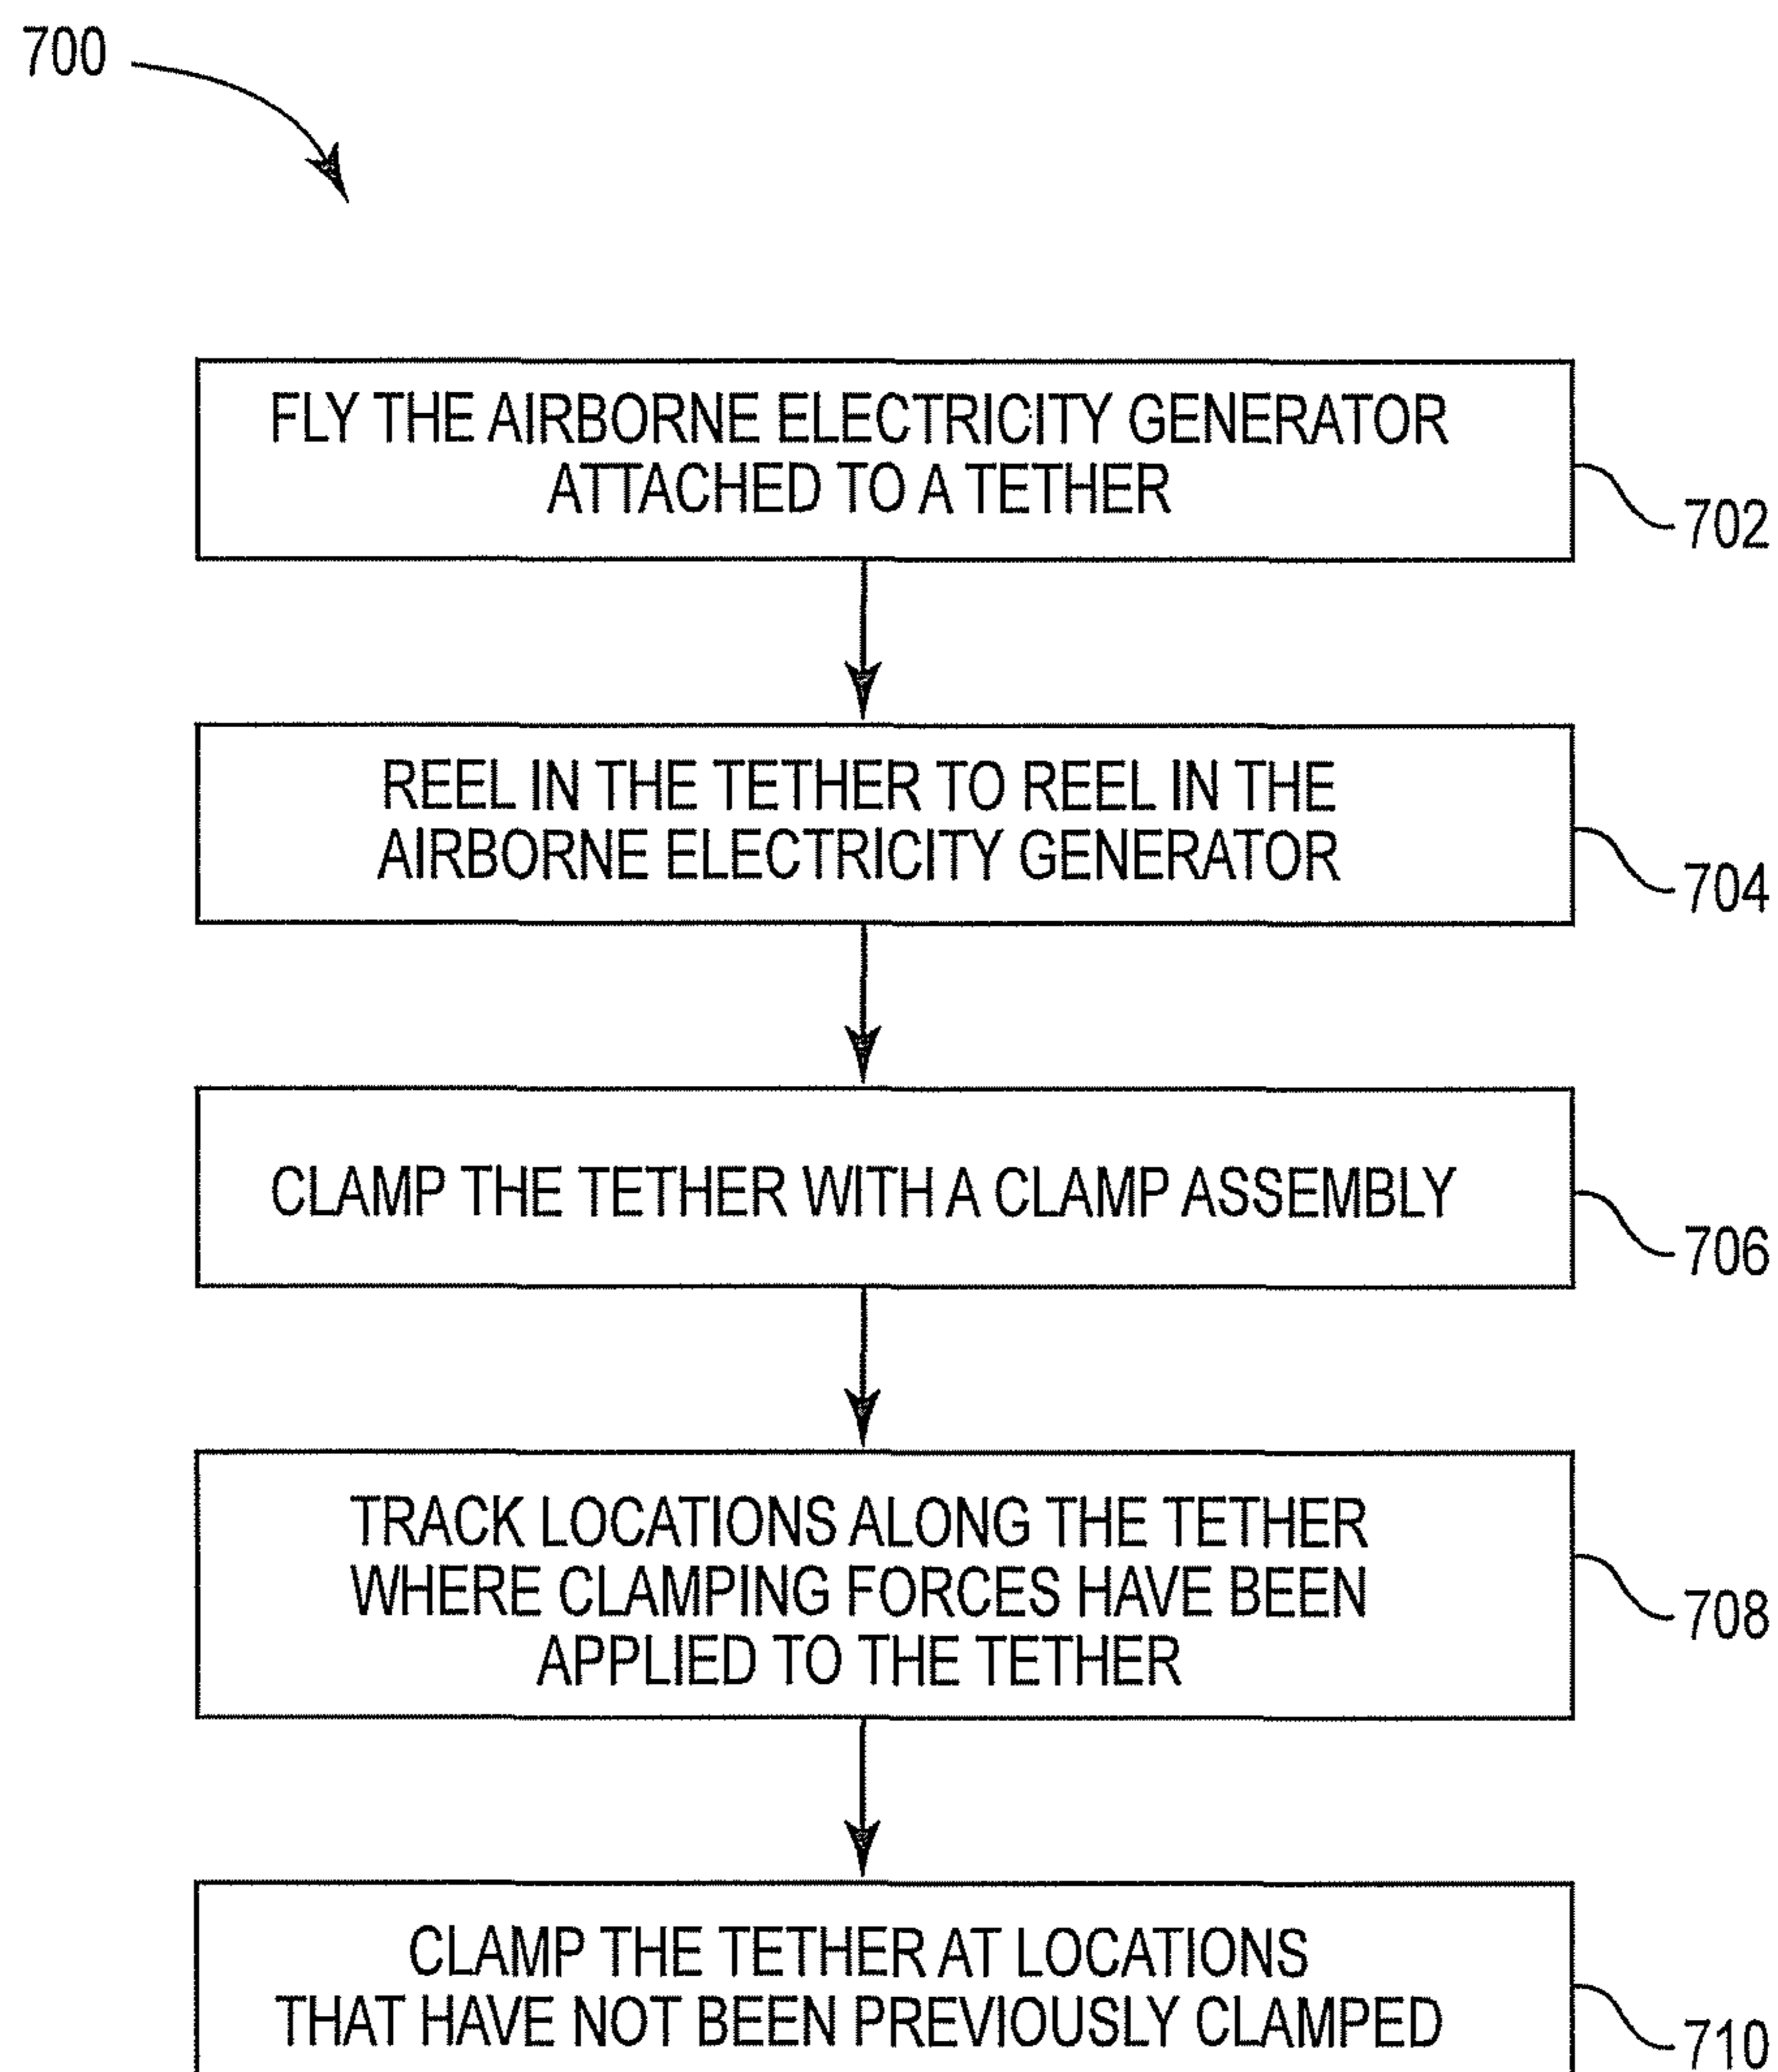 700
FLY THE AIRBORNE ELECTRICITY GENERATOR
ATTACHED TO A TETHER
702
REEL IN THE TETHER TO REEL IN THE
AIRBORNE ELECTRICITY GENERATOR
704
CLAMP THE TETHER WITH A CLAMP ASSEMBLY
706
TRACK LOCATIONS ALONG THE TETHER
WHERE CLAMPING FORCES HAVE BEEN
APPLIED TO THE TETHER
708
CLAMP THE TETHER AT LOCATIONS
THAT HAVE NOT BEEN PREVIOUSLY CLAMPED
710